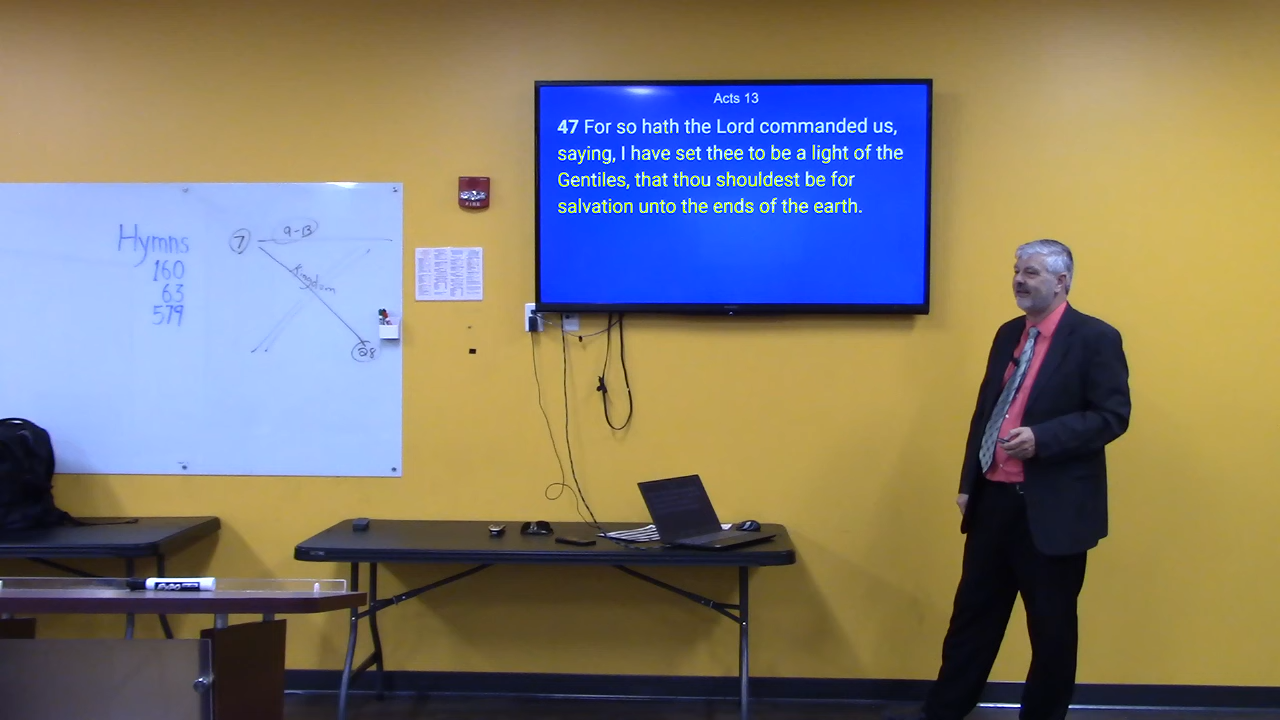 Acts 13
47 For so hath the Lord commanded us,
saying, I have set thee to be a light of the
Gentiles, that thou shouldest be for
salvation unto the ends of the earth.
Hymns
160
63
579
7
9-13
Kingdom
28
FIRE
EXPO